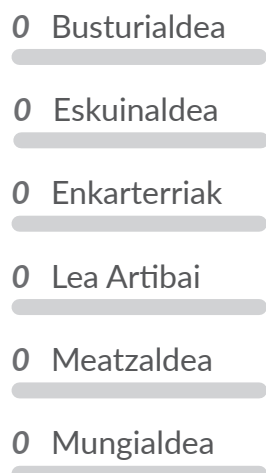 0 Busturialdea
0 Eskuinaldea
0 Enkarterriak
0 Lea Artibai
0 Meatzaldea
0 Mungialdea